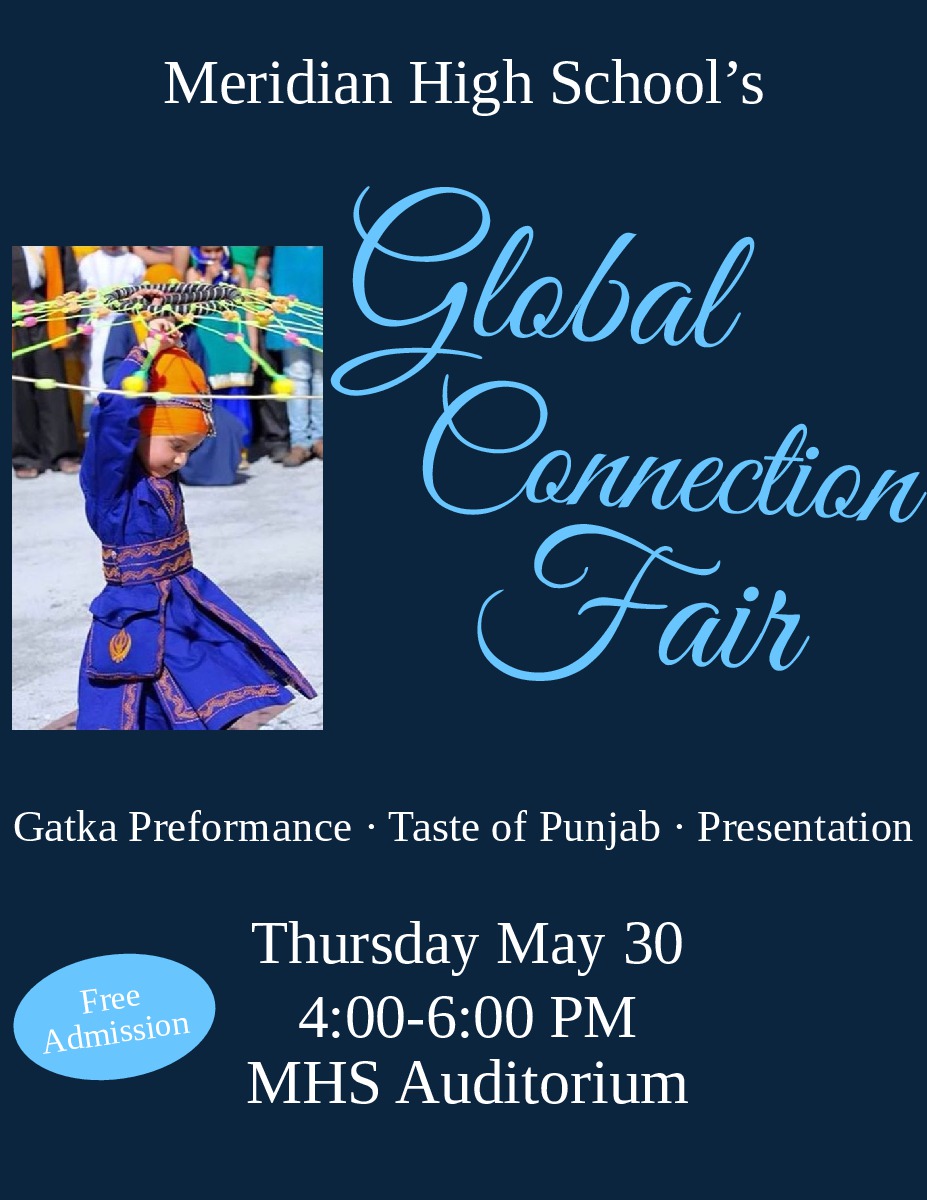 Meridian High School’s
Global
Connection
Fair
Gatka Preformance · Taste of Punjab · Presentation
Thursday May 30
4:00-6:00 PM
MHS Auditorium
Free
Admission